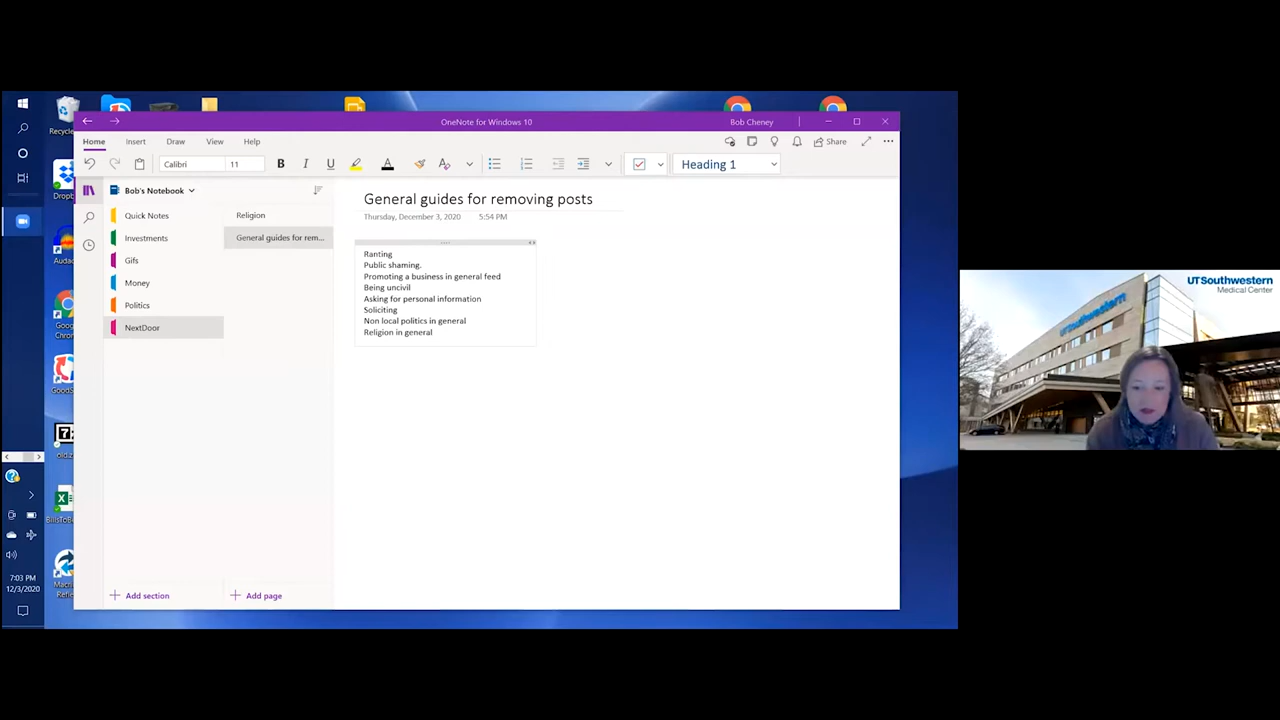 Recycle
OneNote for Windows 10
Bob Cheney
Home
Insert
Draw
View
Help
Share
Calibri
11
Heading 1
Bob's Notebook
Quick Notes
Investments
Gifs
Money
Politics
NextDoor
Add section
Religion
General guides for rem...
Add page
General guides for removing posts
Thursday, December 3, 2020
5:54 PM
Ranting
Public shaming.
Promoting a business in general feed
Being uncivil
Asking for personal information
Soliciting
Non local politics in general
Religion in general
7:03 PM
12/3/2020
UTSouthwestern
Medical Center
UTSouthwestern